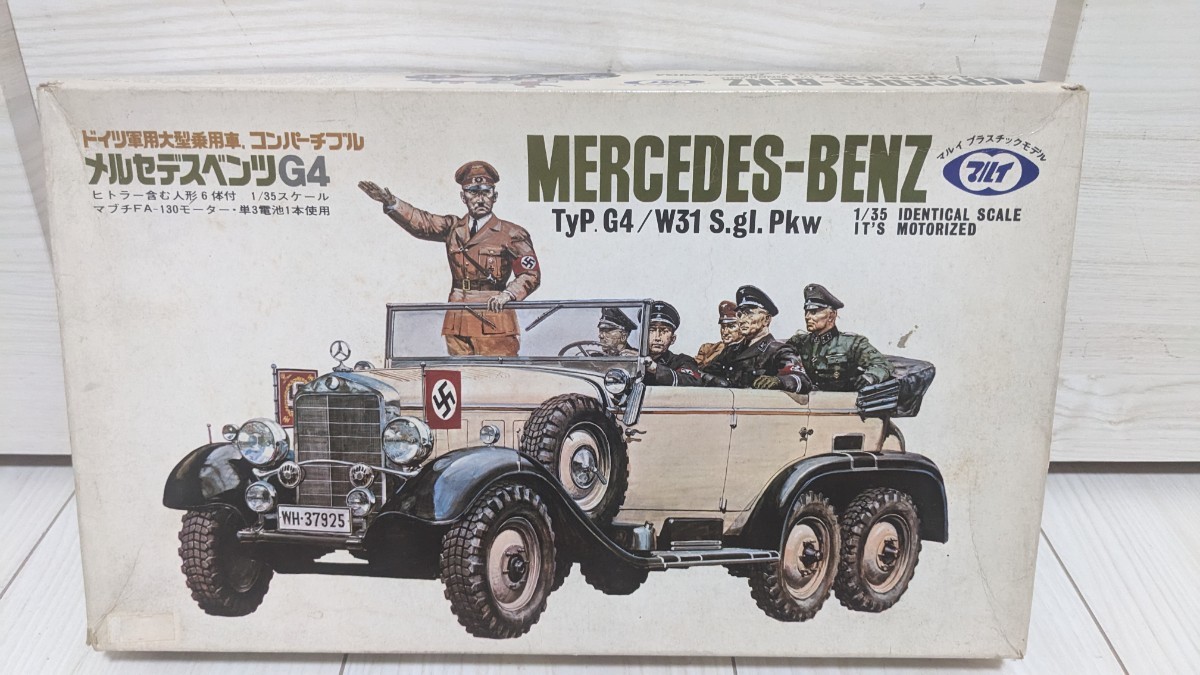 ドイツ軍用大型乗用車,コンバーチブル
メルセデスベンツG4
ヒトラー含む人形6体付 1/35スケール
マブチFA-130モーター・単3電池1本使用
MERCEDES-BENZ
TyP. G4/W31 S.gl. Pkw
1/35 IDENTICAL SCALE
IT'S MOTORIZED
マルイ プラスチックモデル
マルイ
WH-37925
MERCEDES-BENZ
マルイ